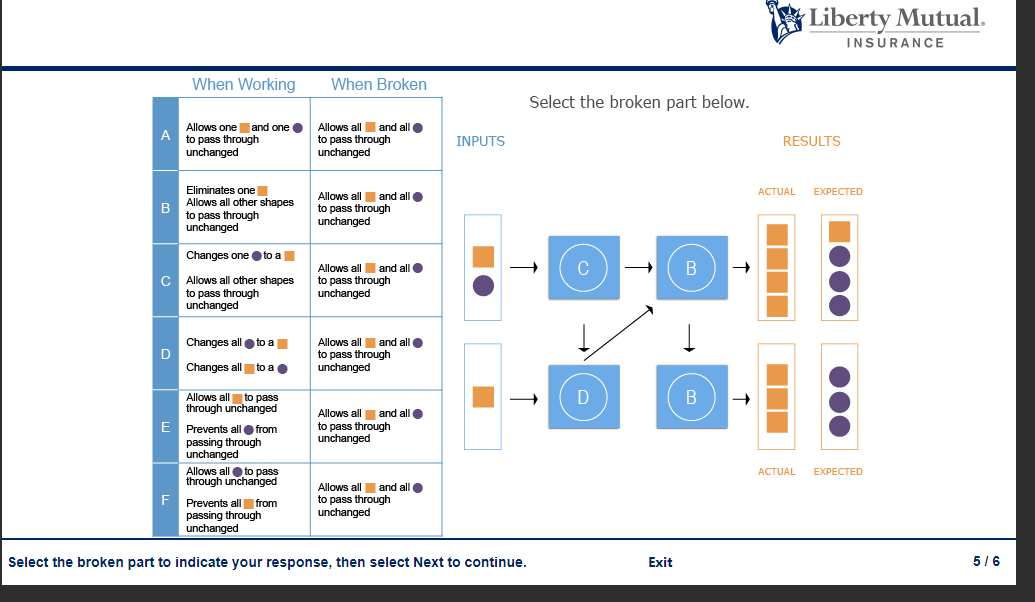 Liberty Mutual.
INSURANCE
When Working When Broken
A
Allows one and one
to pass through
unchanged
Allows all and all
to pass through
unchanged
B
Eliminates one
Allows all other shapes
to pass through
unchanged
Allows all and all
to pass through
unchanged
C
Changes one to a
Allows all other shapes
to pass through
unchanged
Allows all and all
to pass through
unchanged
D
Changes all to a
Changes all to a
Allows all and all
to pass through
unchanged
E
Allows all to pass
through unchanged
Prevents all from
passing through
unchanged
Allows all and all
to pass through
unchanged
F
Allows all to pass
through unchanged
Prevents all from
passing through
unchanged
Allows all and all
to pass through
unchanged
Select the broken part below.
INPUTS
RESULTS
ACTUAL EXPECTED
C
B
D
B
ACTUAL EXPECTED
Select the broken part to indicate your response, then select Next to continue.
Exit
5 / 6